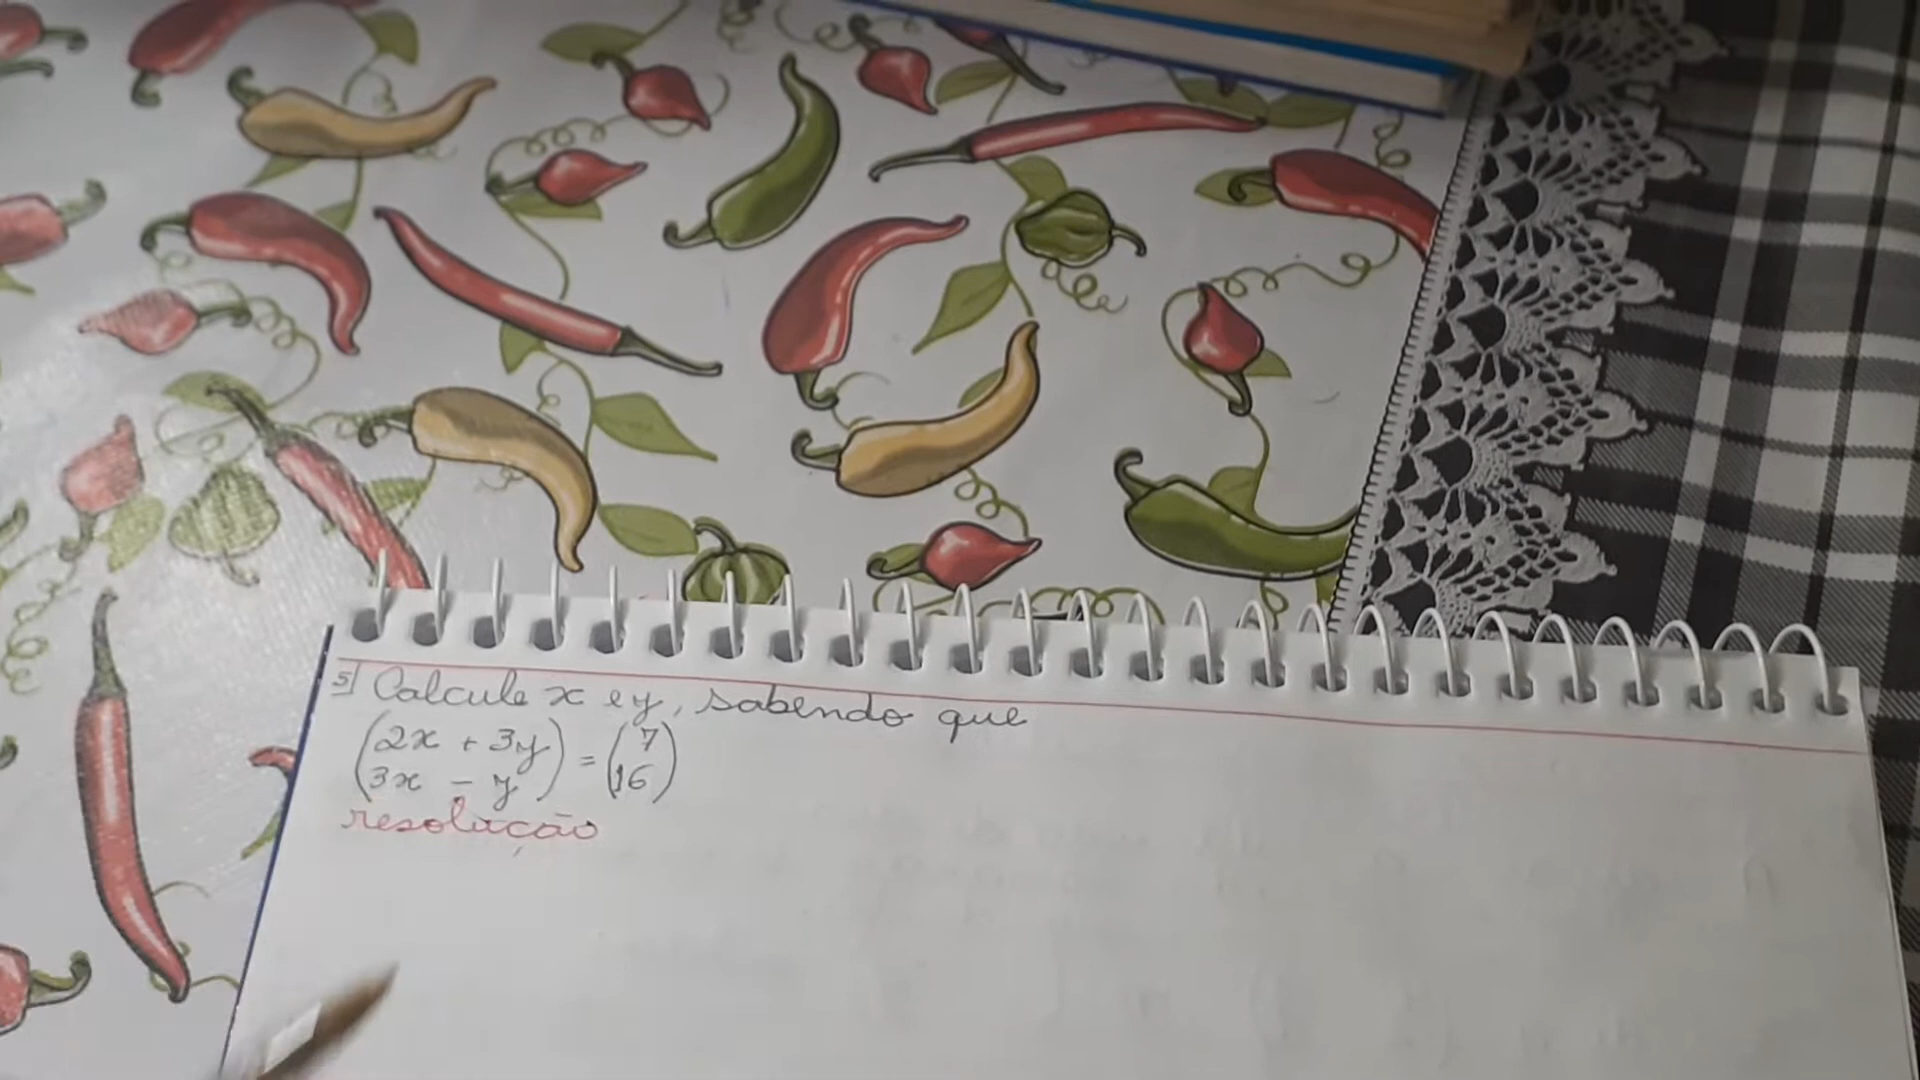 5) Calcule x e y, sabendo que
(2x + 3y) = (7)
(3x - y) (16)
resolução